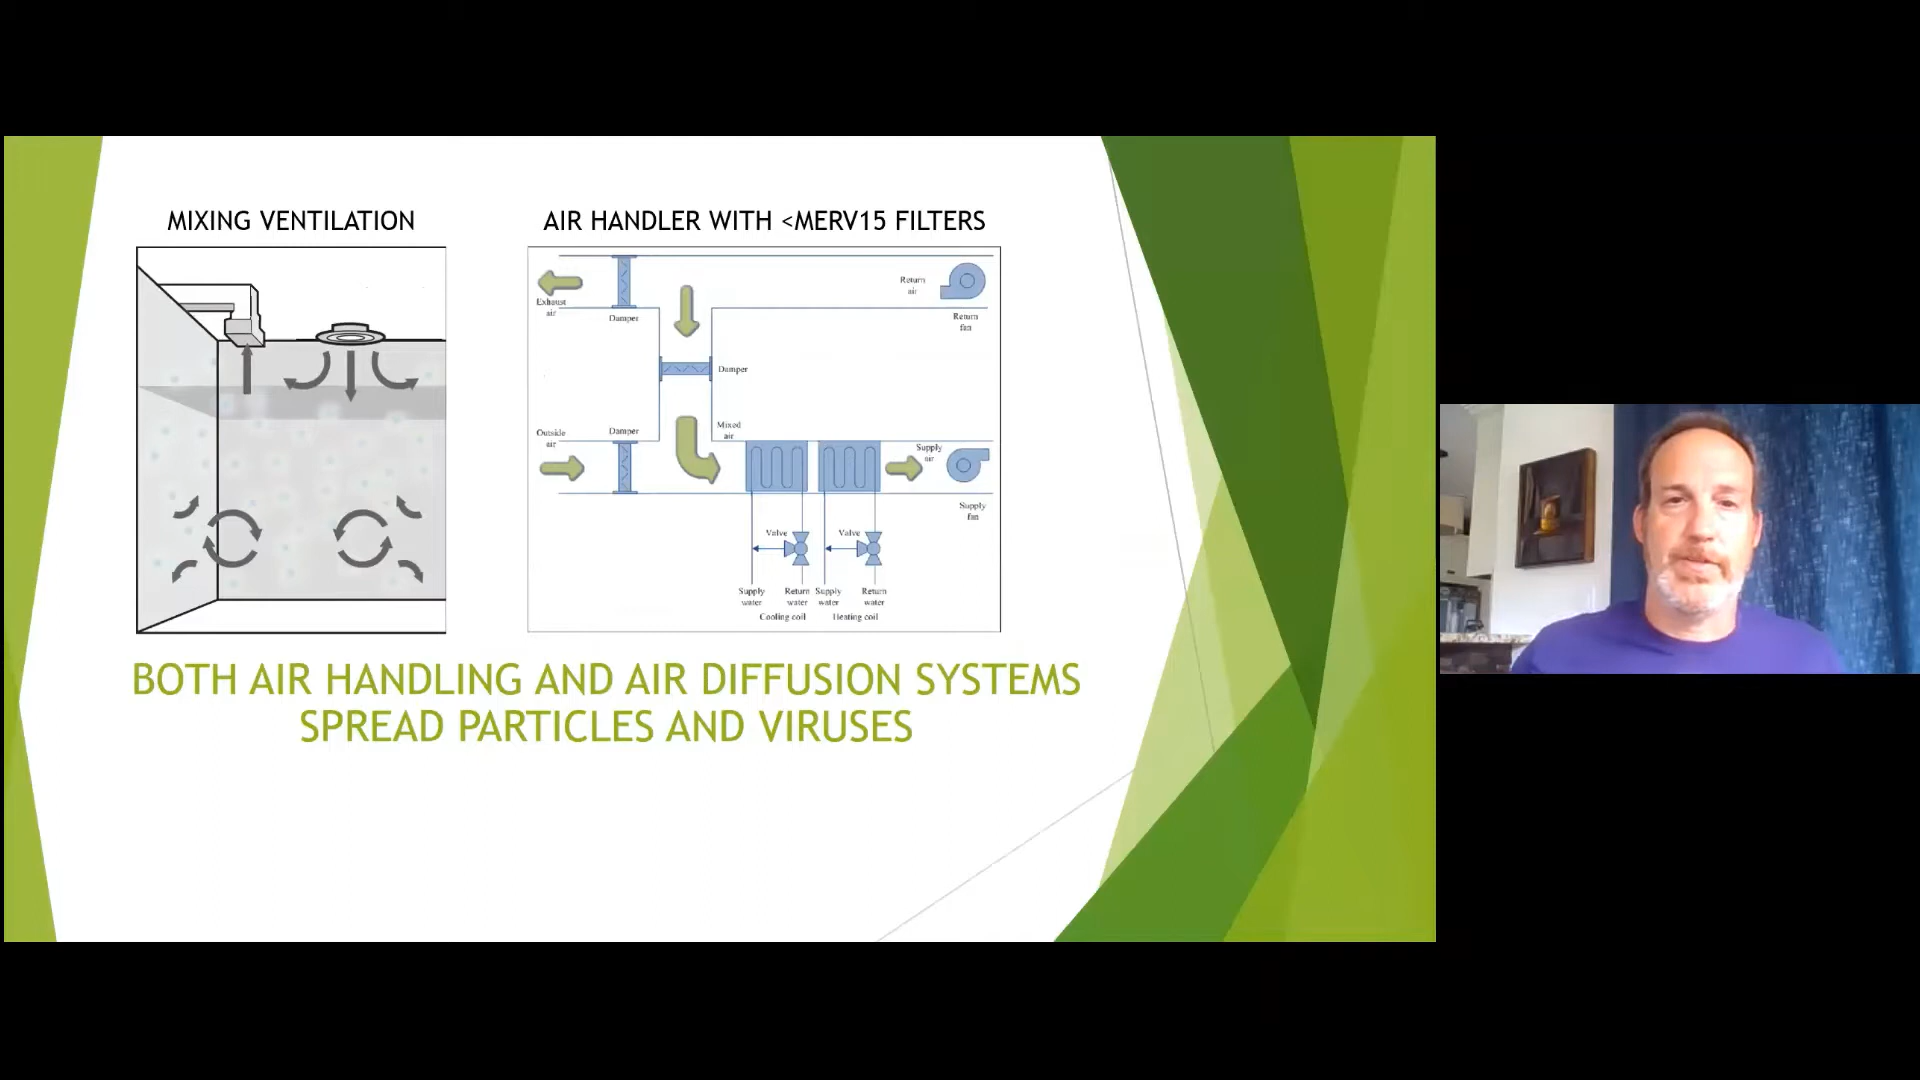 MIXING VENTILATION
AIR HANDLER WITH <MERV15 FILTERS
Exhaust
air
Damper
Return
air
Return
fan
Damper
Outside
air
Damper
Mixed
air
Supply
air
Supply
fan
Valve
Valve
Supply
water
Return
water
Supply
water
Return
water
Cooling coil
Heating coil
BOTH AIR HANDLING AND AIR DIFFUSION SYSTEMS
SPREAD PARTICLES AND VIRUSES